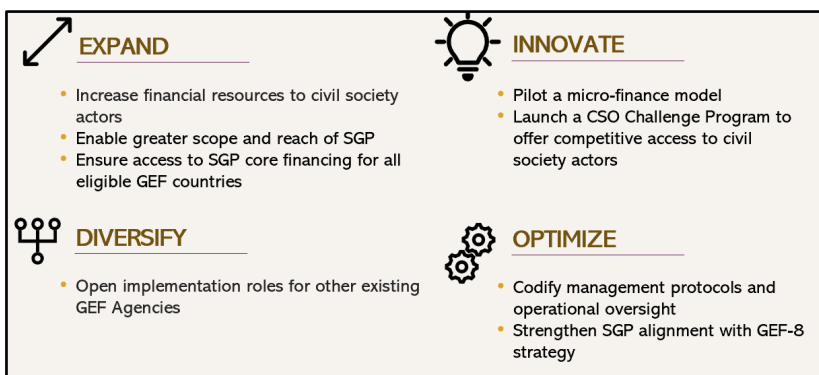 EXPAND
• Increase financial resources to civil society
actors
• Enable greater scope and reach of SGP
• Ensure access to SGP core financing for all
eligible GEF countries
INNOVATE
• Pilot a micro-finance model
• Launch a CSO Challenge Program to
offer competitive access to civil
society actors
DIVERSIFY
• Open implementation roles for other existing
GEF Agencies
OPTIMIZE
• Codify management protocols and
operational oversight
• Strengthen SGP alignment with GEF-8
strategy